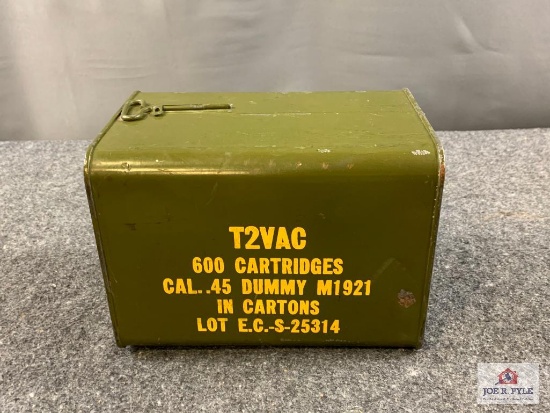 T2VAC
600 CARTRIDGES
CAL..45 DUMMY M1921
IN CARTONS
LOT E.C.-S-25314
JOE R. PYLE